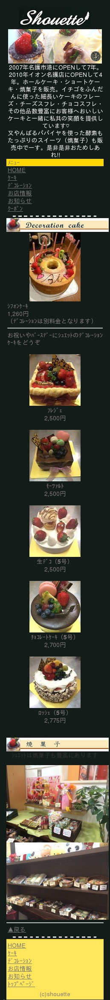 Shouette
2007年名護市港にOPENして7年。
2010年イオン名護店にOPENして4
年。ホールケーキ・ショートケー
キ・焼菓子を販売。イチゴをふんだ
んに使った細長いケーキのフレー
ズ・チーズスフレ・チョコスフレ・
その他品数豊富にお客様へおいしい
ケーキと一緒に私共の笑顔を提供し
ています♡
又やんばるパパイヤを使った酵素も
たっぷりのスイーツ（焼菓子）も販
売中でーす。是非是非おためしあ
れ!!
ﾒﾆｭｰ
HOME
ｹｰｷ
ﾃﾞｺﾚｰｼｮﾝ
お店情報
お知らせ
ｸｰﾎﾟﾝ
Decoration cake
ｼﾌｫﾝｹｰｷ
1,260円
（ﾃﾞｺﾚｰｼｮﾝは別料金となります）
お祝いやﾊﾞｰｽﾃﾞｰにｼｭｴｯﾄのﾃﾞｺﾚｰｼｮﾝ
ｹｰｷをどうぞ
ﾌﾚｼﾞｪ
2,500円
ﾓｰﾂｧﾙﾄ
2,500円
生ﾃﾞｺ（5号）
2,500円
ﾁｮｺﾚｰﾄｹｰｷ（5号）
2,700円
ﾛｯｼｪ（5号）
2,775円
焼 菓 子
ｼｭｴｯﾄは焼菓子も豊富にあります
▲戻る
HOME
ｹｰｷ
ﾃﾞｺﾚｰｼｮﾝ
お店情報
お知らせ
ﾄｯﾌﾟﾍﾟｰｼﾞ
(c)shouette